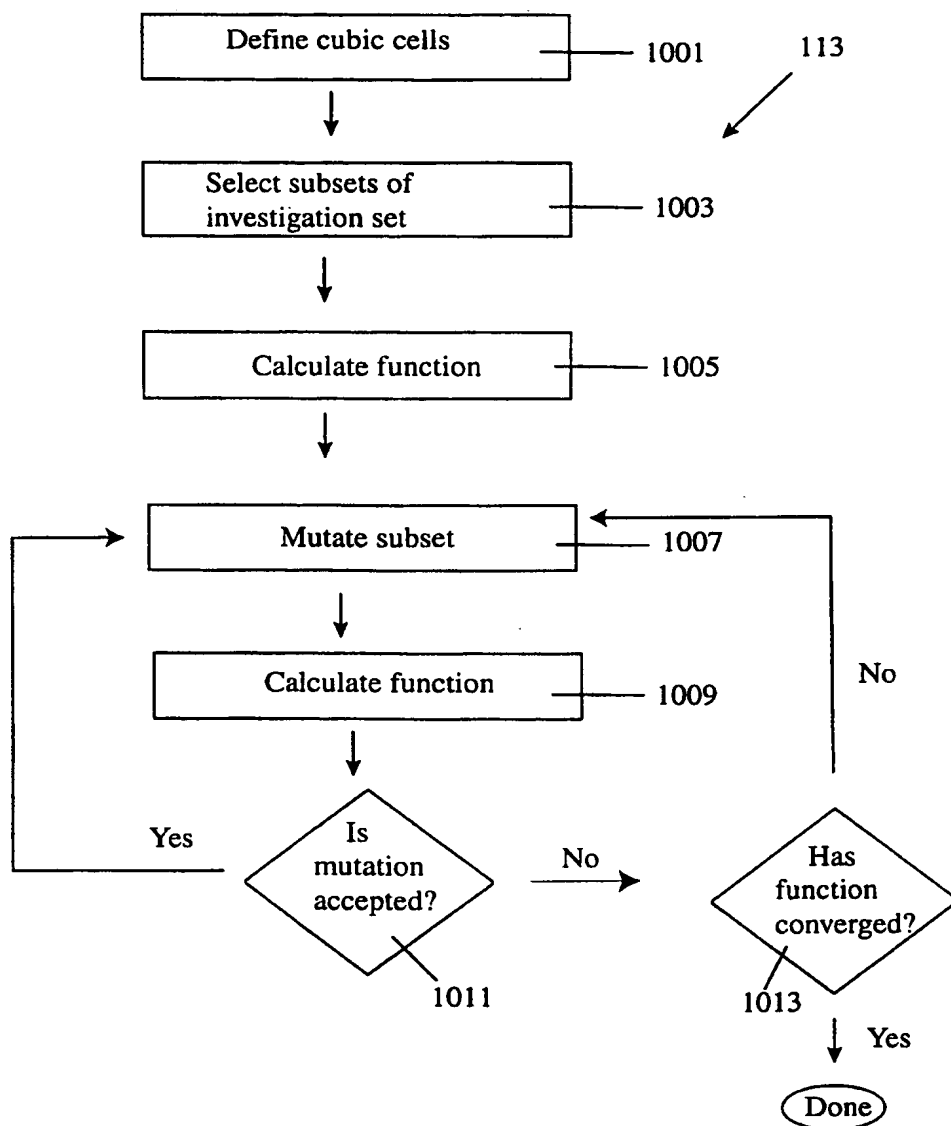 Define cubic cells
1001
113
Select subsets of
investigation set
1003
Calculate function
1005
Mutate subset
1007
Calculate function
1009
No
Yes
Is
mutation
accepted?
No
Has
function
converged?
1011
1013
Yes
Done